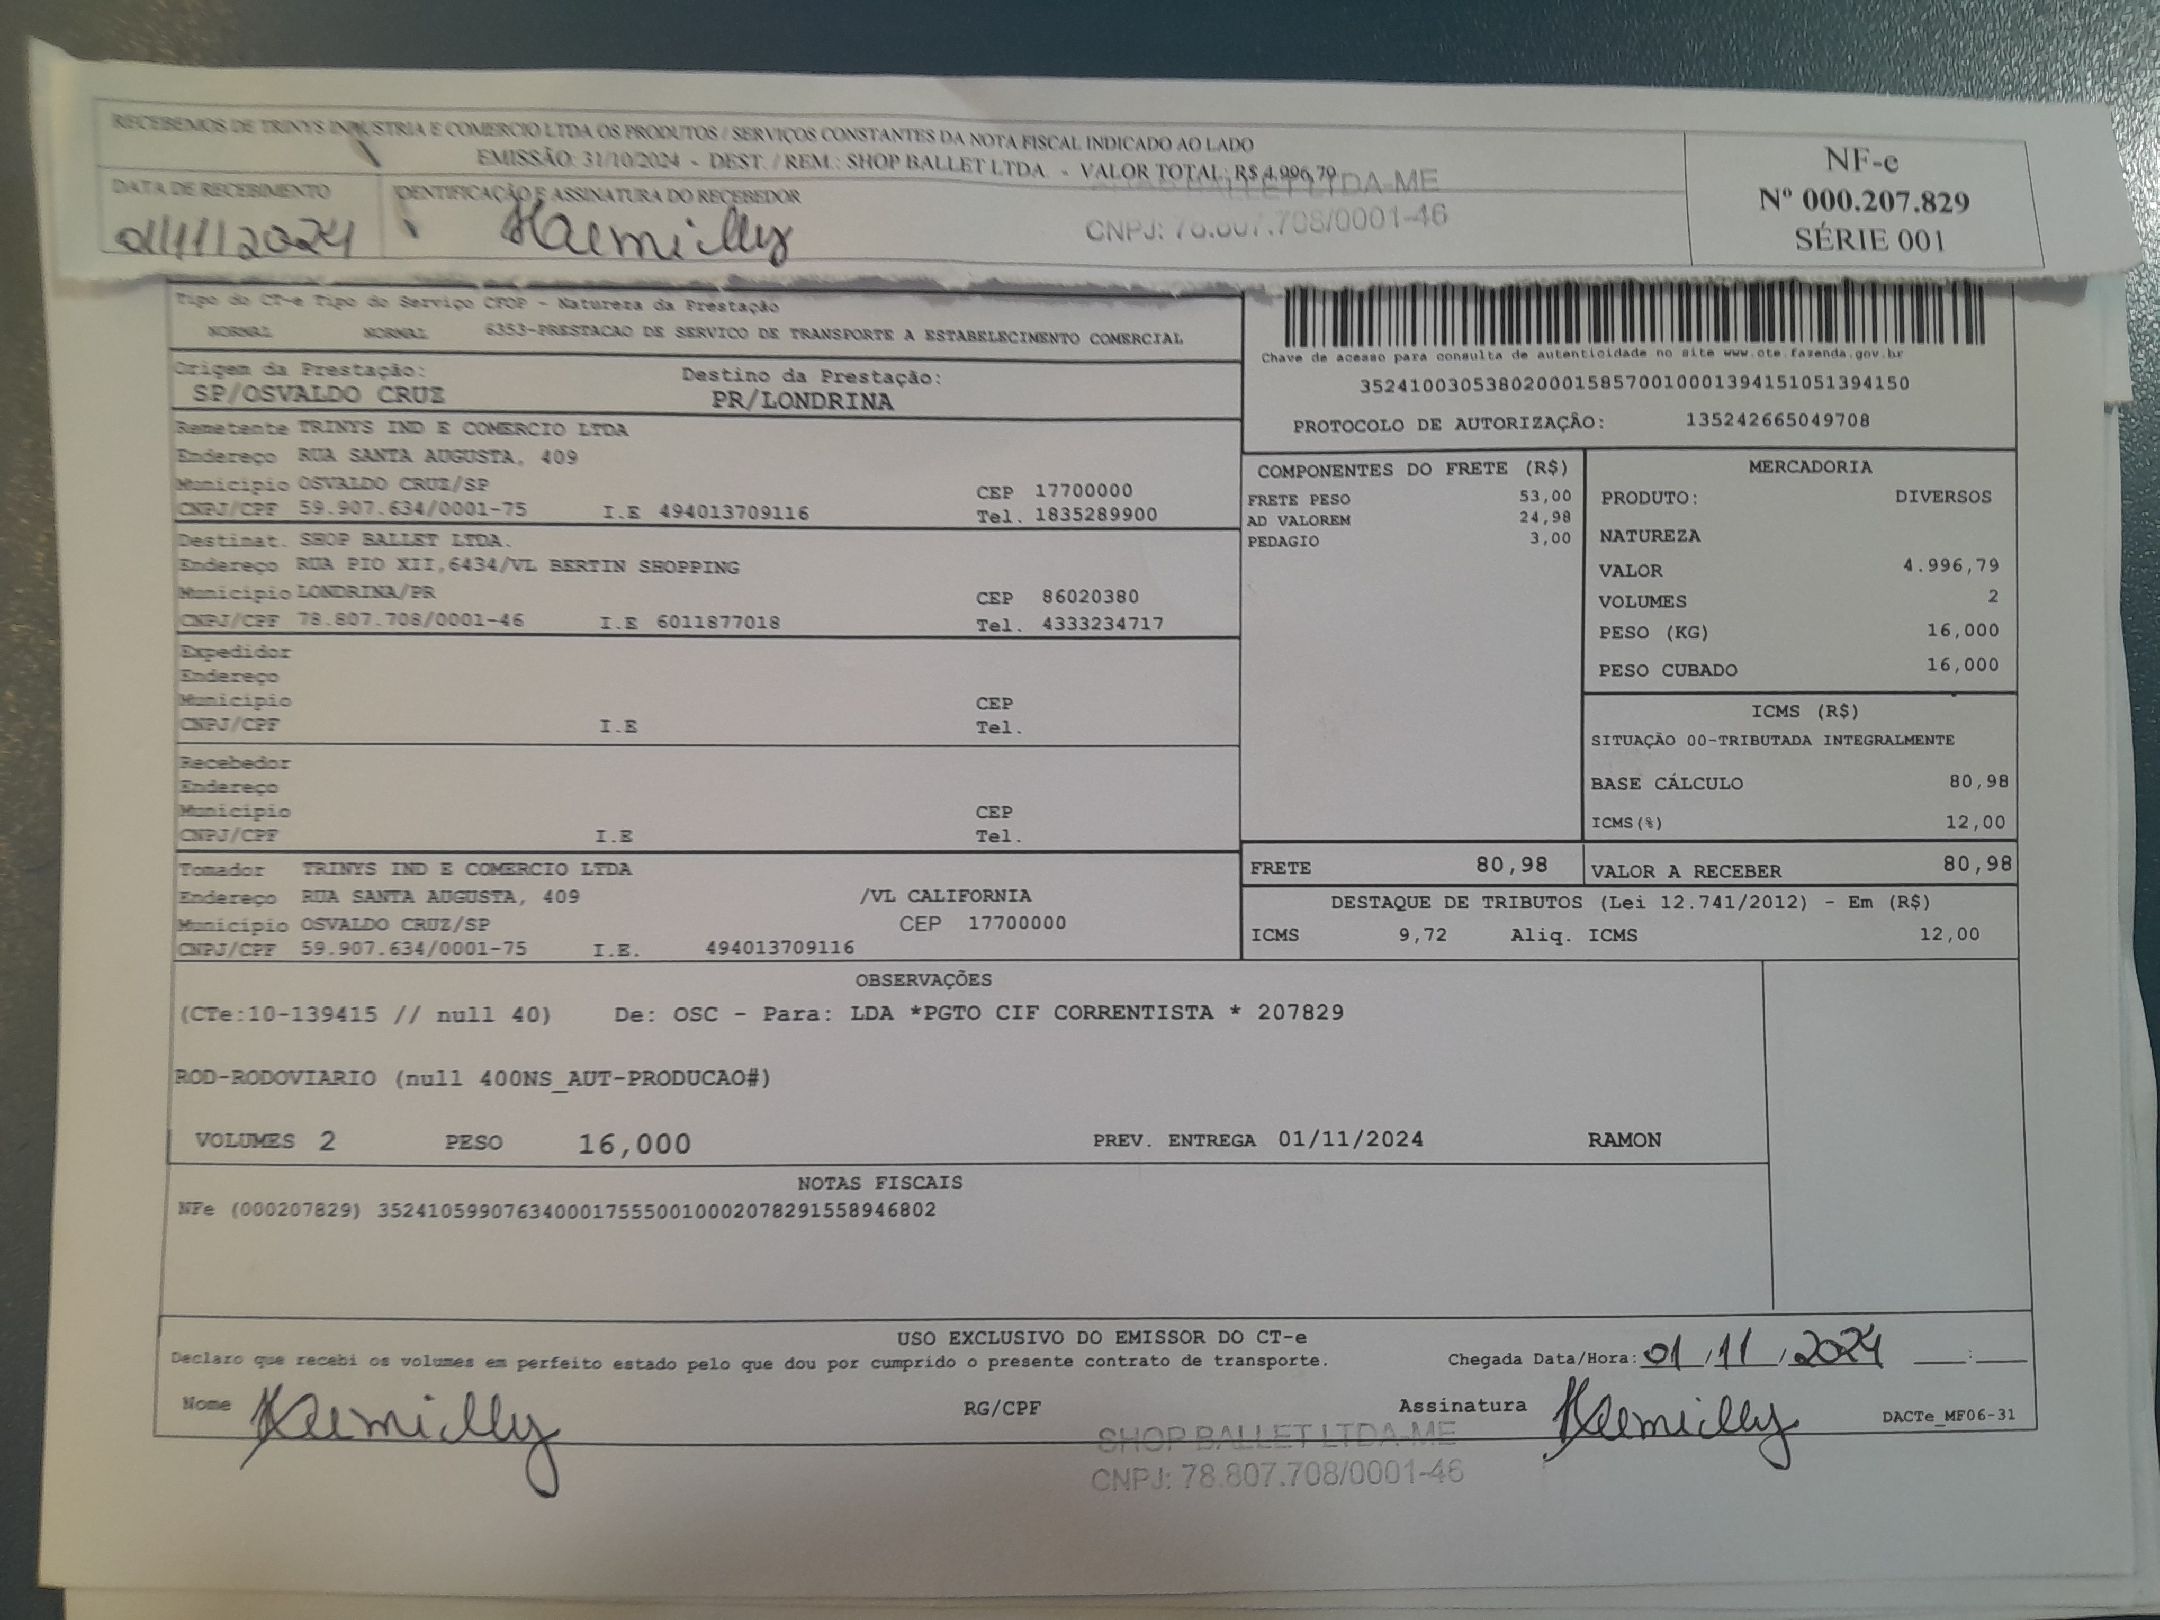 RECEBEMOS DE TRINYS INDUSTRIA E COMERCIO LTDA OS PRODUTOS / SERVIÇOS CONSTANTES DA NOTA FISCAL INDICADO AO LADO
EMISSÃO: 31/10/2024 - DEST. / REM.: SHOP BALLET LTDA. - VALOR TOTAL: R$ 4.996,79
DATA DE RECEBIMENTO IDENTIFICAÇÃO E ASSINATURA DO RECEBEDOR
01/11/2024 Kaemilly
SHOP BALLET LTDA-ME
CNPJ: 78.807.708/0001-46
NF-e
Nº 000.207.829
SÉRIE 001
Tipo do CT-e Tipo do Serviço CFOP - Natureza da Prestação
NORMAL NORMAL 6353-PRESTACAO DE SERVICO DE TRANSPORTE A ESTABELECIMENTO COMERCIAL
Origem da Prestação: Destino da Prestação:
SP/OSVALDO CRUZ PR/LONDRINA
Chave de acesso para consulta de autenticidade no site www.cte.fazenda.gov.br
35241003053802000158570010001394151051394150
PROTOCOLO DE AUTORIZAÇÃO: 135242665049708
Remetente TRINYS IND E COMERCIO LTDA
Endereço RUA SANTA AUGUSTA, 409
Municipio OSVALDO CRUZ/SP CEP 17700000
CNPJ/CPF 59.907.634/0001-75 I.E 494013709116 Tel. 1835289900
Destinat. SHOP BALLET LTDA.
Endereço RUA PIO XII,6434/VL BERTIN SHOPPING
Municipio LONDRINA/PR CEP 86020380
CNPJ/CPF 78.807.708/0001-46 I.E 6011877018 Tel. 4333234717
Expedidor
Endereço
Municipio CEP
CNPJ/CPF I.E Tel.
Recebedor
Endereço
Municipio CEP
CNPJ/CPF I.E Tel.
Tomador TRINYS IND E COMERCIO LTDA
Endereço RUA SANTA AUGUSTA, 409 /VL CALIFORNIA
Municipio OSVALDO CRUZ/SP CEP 17700000
CNPJ/CPF 59.907.634/0001-75 I.E. 494013709116
COMPONENTES DO FRETE (R$)
FRETE PESO 53,00
AD VALOREM 24,98
PEDAGIO 3,00
MERCADORIA
PRODUTO: DIVERSOS
NATUREZA
VALOR 4.996,79
VOLUMES 2
PESO (KG) 16,000
PESO CUBADO 16,000
ICMS (R$)
SITUAÇÃO 00-TRIBUTADA INTEGRALMENTE
BASE CÁLCULO 80,98
ICMS(%) 12,00
FRETE 80,98 VALOR A RECEBER 80,98
DESTAQUE DE TRIBUTOS (Lei 12.741/2012) - Em (R$)
ICMS 9,72 Aliq. ICMS 12,00
OBSERVAÇÕES
(CTe:10-139415 // null 40) De: OSC - Para: LDA *PGTO CIF CORRENTISTA * 207829
ROD-RODOVIARIO (null 400NS_AUT-PRODUCAO#)
VOLUMES 2 PESO 16,000 PREV. ENTREGA 01/11/2024 RAMON
NOTAS FISCAIS
NFe (000207829) 35241059907634000175550010002078291558946802
USO EXCLUSIVO DO EMISSOR DO CT-e
Declaro que recebi os volumes em perfeito estado pelo que dou por cumprido o presente contrato de transporte. Chegada Data/Hora: 01/11/2024 __:__
Nome Kaemilly RG/CPF Assinatura Kaemilly DACTe_MF06-31
SHOP BALLET LTDA-ME
CNPJ: 78.807.708/0001-46